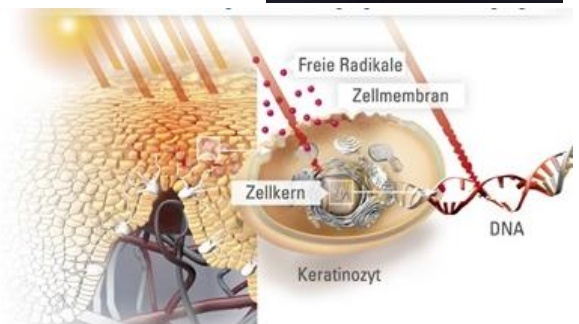 Freie Radikale
Zellmembran
Zellkern
DNA
Keratinozyt